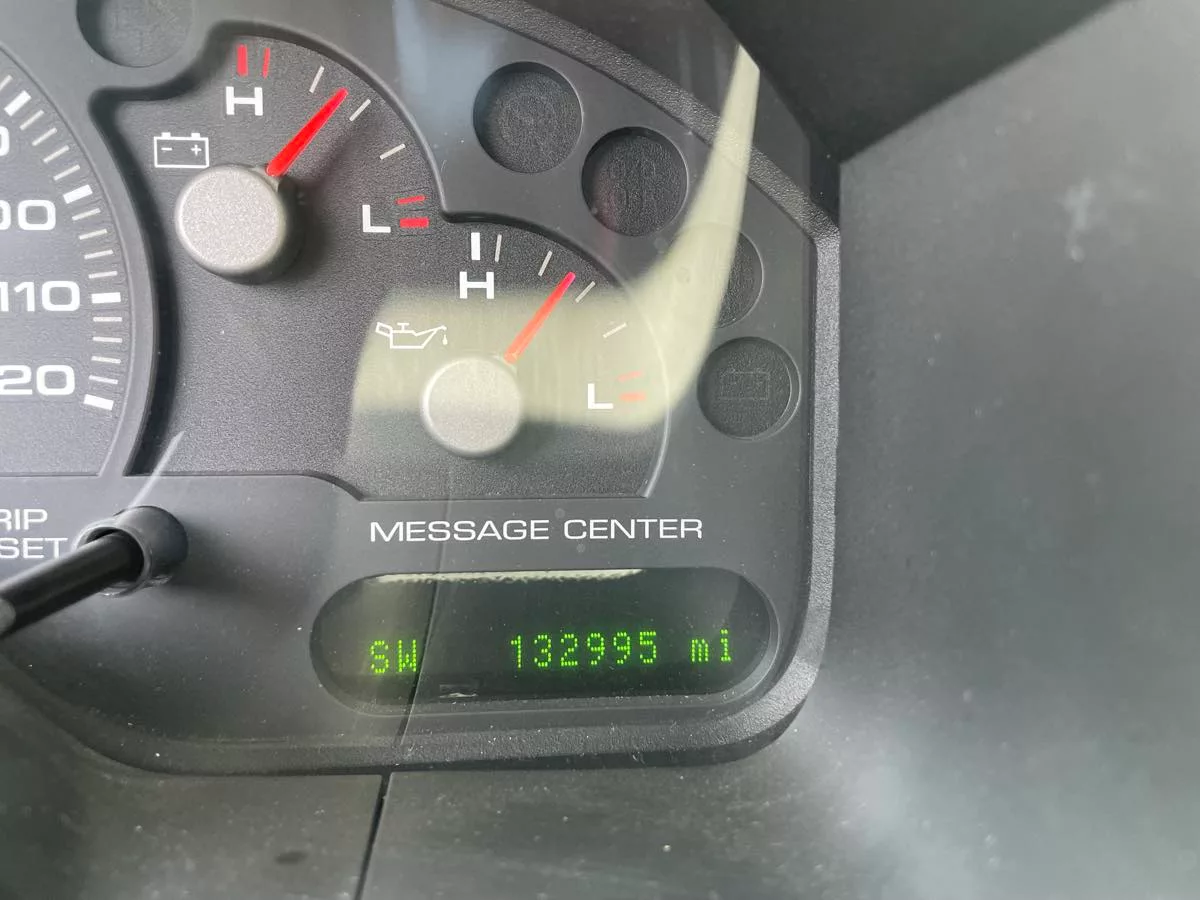 H
- +
L
H
L
00
110
20
RIP
SET
MESSAGE CENTER
SW 132995 mi